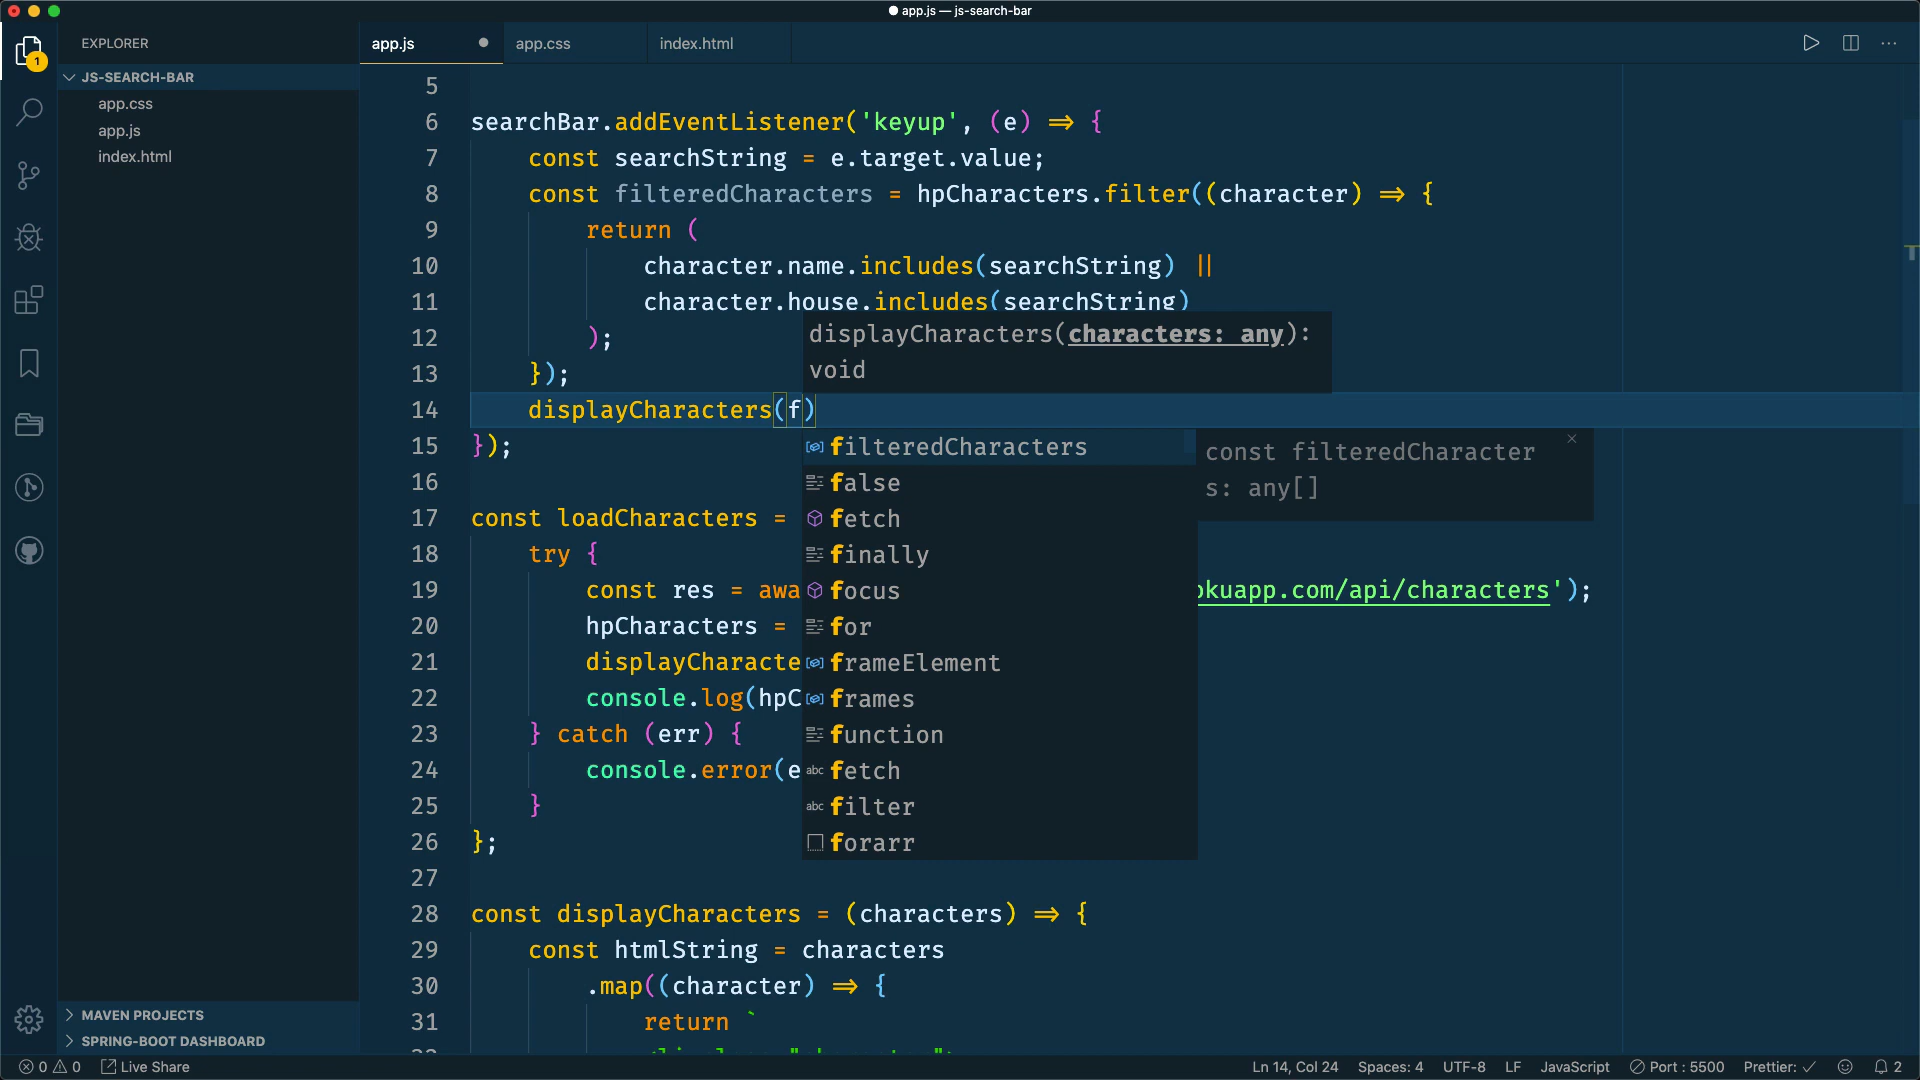 app.js — js-search-bar
EXPLORER
app.js
app.css
index.html
1
JS-SEARCH-BAR
app.css
app.js
index.html
5
6 searchBar.addEventListener('keyup', (e) => {
7 const searchString = e.target.value;
8 const filteredCharacters = hpCharacters.filter((character) => {
9 return (
10 character.name.includes(searchString) ||
11 character.house.includes(searchString)
12 );
13 });
14 displayCharacters(f)
15 });
16
17 const loadCharacters =
18 try {
19 const res = awa okuapp.com/api/characters');
20 hpCharacters =
21 displayCharacte
22 console.log(hpC
23 } catch (err) {
24 console.error(e
25 }
26 };
27
28 const displayCharacters = (characters) => {
29 const htmlString = characters
30 .map((character) => {
31 return `
displayCharacters(characters: any):
void
filteredCharacters
false
fetch
finally
focus
for
frameElement
frames
function
abc fetch
abc filter
forarr
const filteredCharacter
s: any[]
MAVEN PROJECTS
SPRING-BOOT DASHBOARD
0 0 Live Share
Ln 14, Col 24 Spaces: 4 UTF-8 LF JavaScript Port : 5500 Prettier: ✓ 2